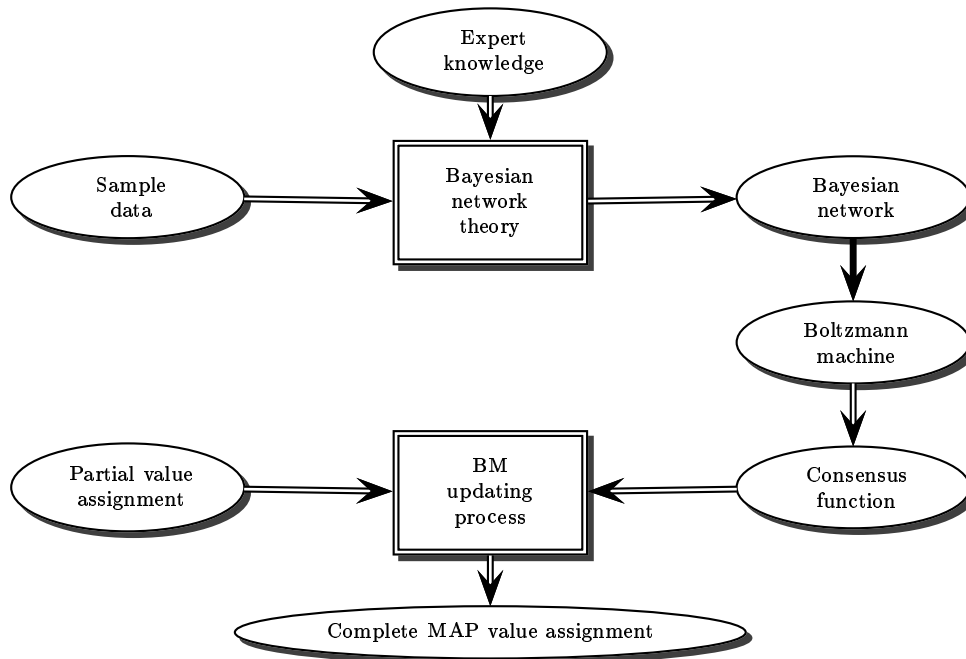 Expert
knowledge
Sample
data
Bayesian
network
theory
Bayesian
network
Boltzmann
machine
Partial value
assignment
BM
updating
process
Consensus
function
Complete MAP value assignment